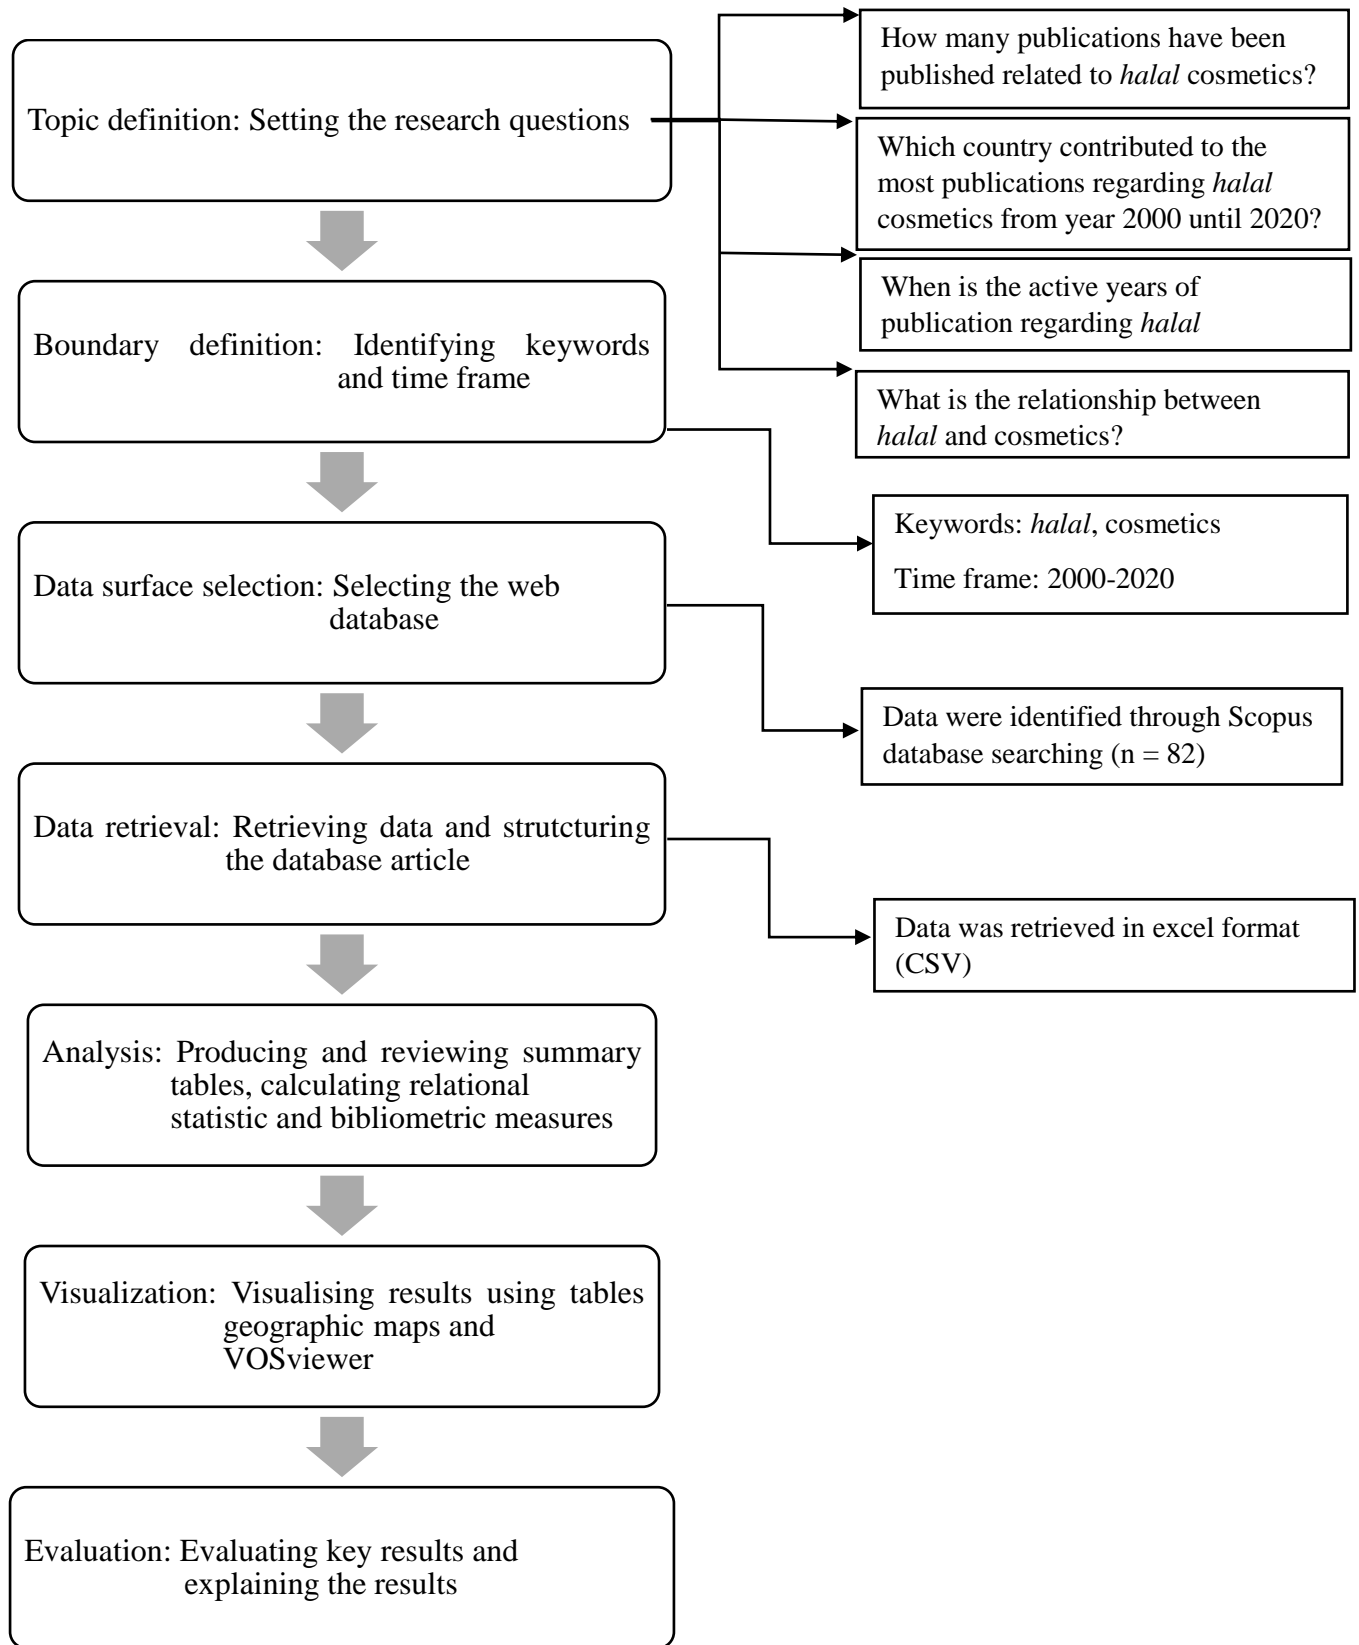 Topic definition: Setting the research questions
How many publications have been
published related to halal cosmetics?
Which country contributed to the
most publications regarding halal
cosmetics from year 2000 until 2020?
When is the active years of
publication regarding halal
What is the relationship between
halal and cosmetics?
Boundary definition: Identifying keywords
and time frame
Keywords: halal, cosmetics
Time frame: 2000-2020
Data surface selection: Selecting the web
database
Data were identified through Scopus
database searching (n = 82)
Data retrieval: Retrieving data and strutcturing
the database article
Data was retrieved in excel format
(CSV)
Analysis: Producing and reviewing summary
tables, calculating relational
statistic and bibliometric measures
Visualization: Visualising results using tables
geographic maps and
VOSviewer
Evaluation: Evaluating key results and
explaining the results